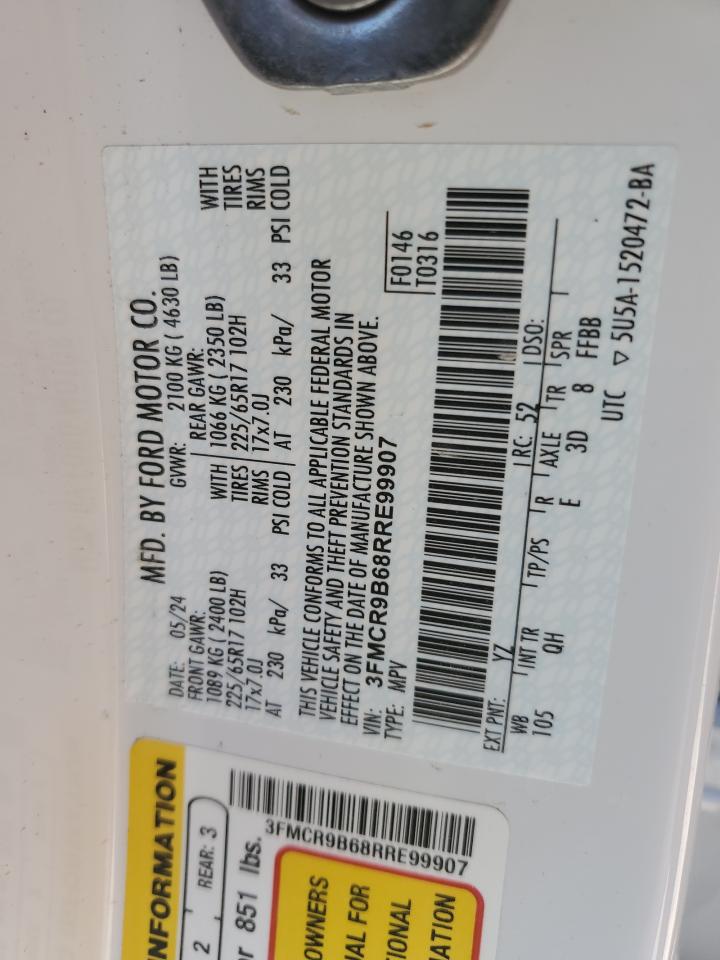 MFD. BY FORD MOTOR CO.
DATE: 05/24 GVWR: 2100 KG ( 4630 LB)
FRONT GAWR: REAR GAWR:
1089 KG ( 2400 LB) WITH 1066 KG ( 2350 LB) WITH
225/65R17 102H TIRES 225/65R17 102H TIRES
17x7.0J RIMS 17x7.0J RIMS
AT 230 kPa/ 33 PSI COLD AT 230 kPa/ 33 PSI COLD
THIS VEHICLE CONFORMS TO ALL APPLICABLE FEDERAL MOTOR
VEHICLE SAFETY AND THEFT PREVENTION STANDARDS IN
EFFECT ON THE DATE OF MANUFACTURE SHOWN ABOVE.
VIN: 3FMCR9B68RRE99907 F0146
TYPE: MPV T0316
EXT PNT: YZ RC: 52 DSO:
WB INT TR TP/PS R AXLE TR SPR
105 QH E 3D 8 FFBB
UTC ▽ 5U5A-1520472-BA
INFORMATION
2 REAR: 3
851 lbs.
3FMCR9B68RRE99907
OWNERS
FOR